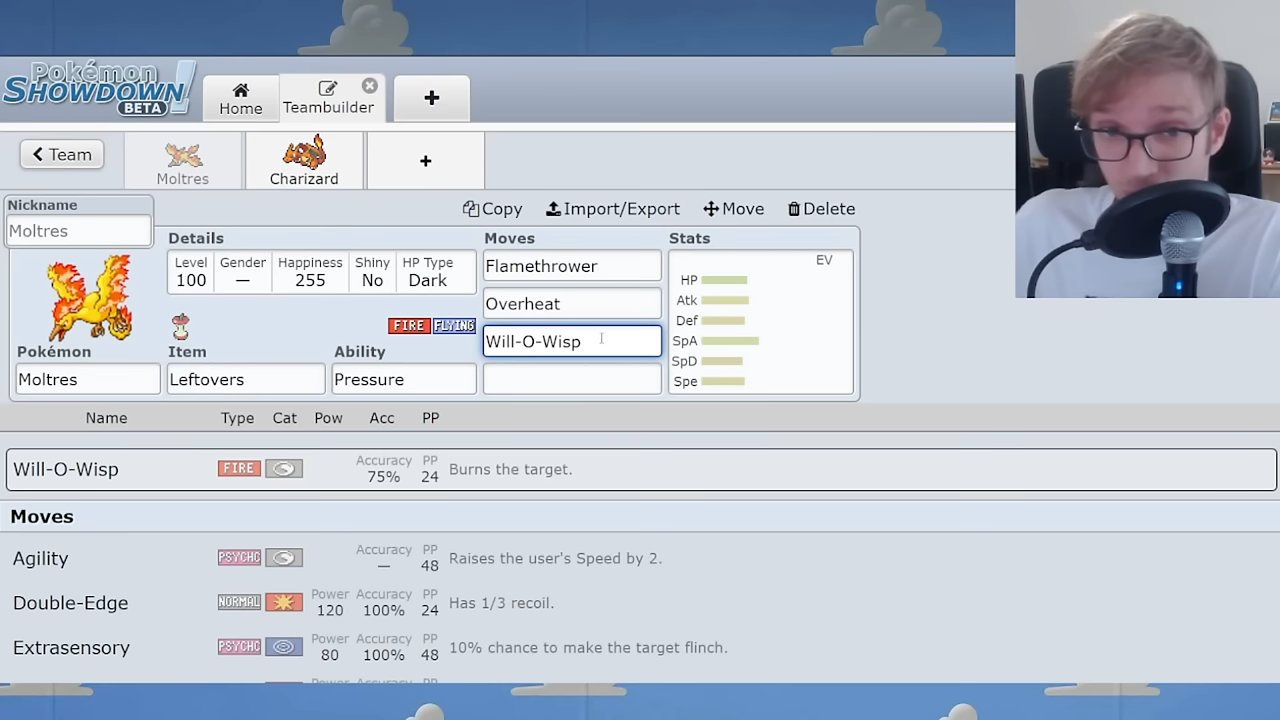 Pokémon
SHOWDOWN!
BETA
Home
Teambuilder
+
Team
Moltres
Charizard
+
Nickname
Moltres
Copy
Import/Export
Move
Delete
Details
Moves
Stats
Level
Gender
Happiness
Shiny
HP Type
100
—
255
No
Dark
FIRE
FLYING
Pokémon
Item
Ability
Moltres
Leftovers
Pressure
Flamethrower
Overheat
Will-O-Wisp
EV
HP
Atk
Def
SpA
SpD
Spe
Name Type Cat Pow Acc PP
Will-O-Wisp FIRE Accuracy 75% PP 24 Burns the target.
Moves
Agility PSYCHC Accuracy — PP 48 Raises the user's Speed by 2.
Double-Edge NORMAL Power 120 Accuracy 100% PP 24 Has 1/3 recoil.
Extrasensory PSYCHC Power 80 Accuracy 100% PP 48 10% chance to make the target flinch.